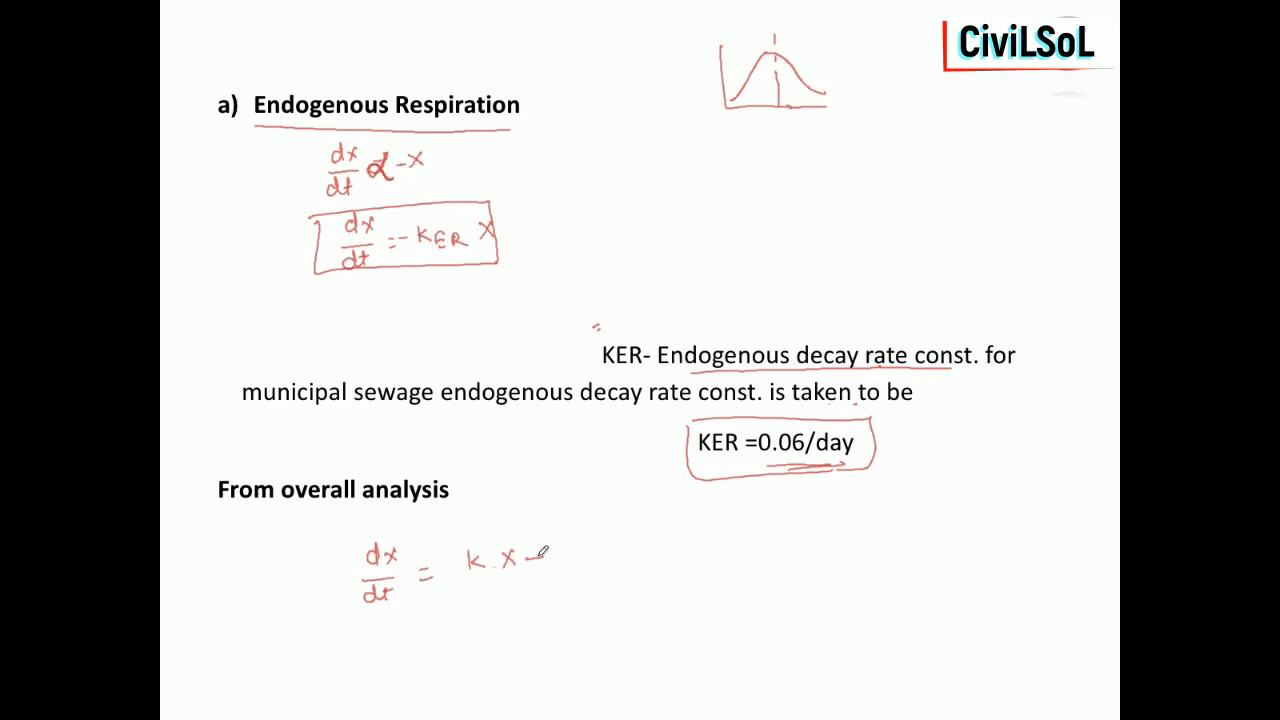 CiviLSoL
a) Endogenous Respiration
dx/dt α -x
dx/dt = - KER X
KER- Endogenous decay rate const. for
municipal sewage endogenous decay rate const. is taken to be
KER =0.06/day
From overall analysis
dx/dt = k.x -